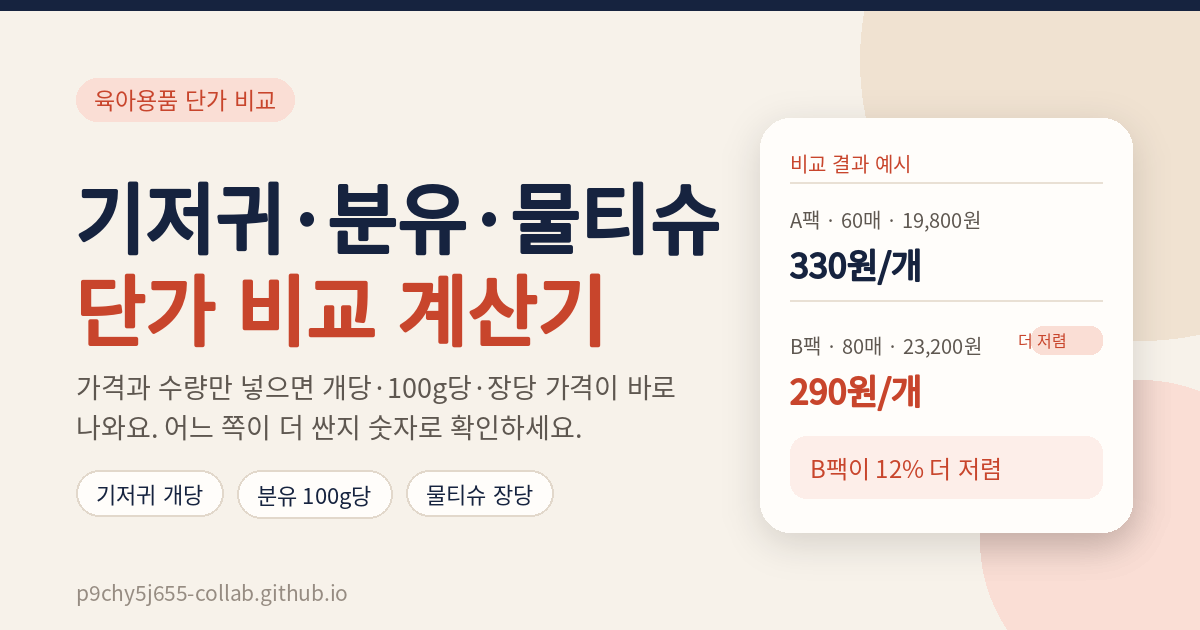 육아용품 단가 비교
기저귀·분유·물티슈
단가 비교 계산기
가격과 수량만 넣으면 개당·100g당·장당 가격이 바로
나와요. 어느 쪽이 더 싼지 숫자로 확인하세요.
기저귀 개당
분유 100g당
물티슈 장당
p9chy5j655-collab.github.io
비교 결과 예시
A팩 · 60매 · 19,800원
330원/개
B팩 · 80매 · 23,200원
더 저렴
290원/개
B팩이 12% 더 저렴